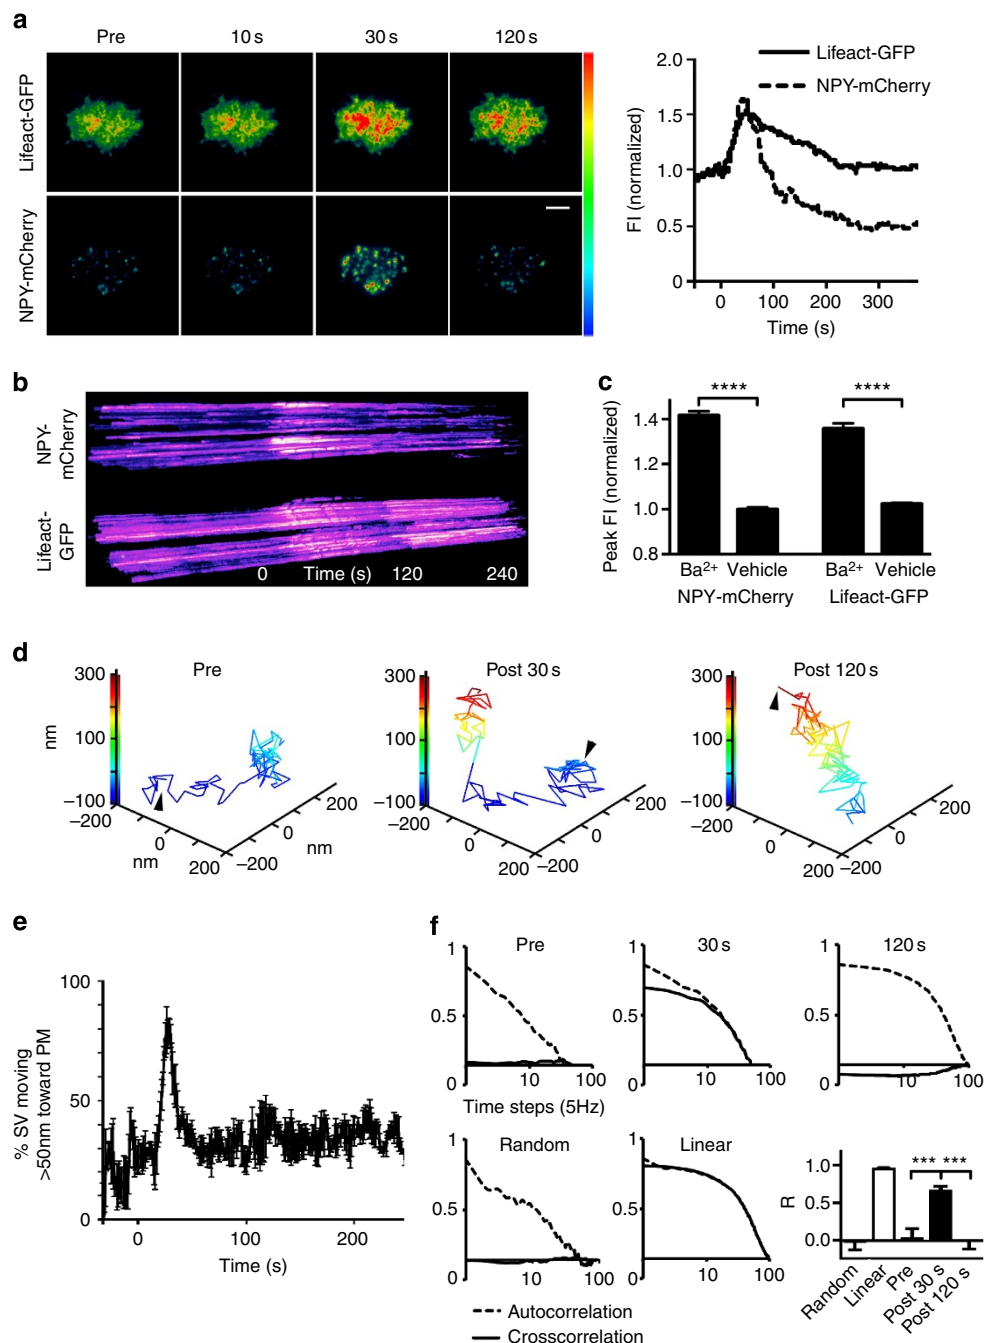 a
Pre 10 s 30 s 120 s
Lifeact-GFP
NPY-mCherry
Lifeact-GFP
NPY-mCherry
2.0
1.5
1.0
0.5
0
FI (normalized)
0 100 200 300
Time (s)
b
NPY-
mCherry
Lifeact-
GFP
0 Time (s) 120 240
c
**** ****
1.4
1.2
1.0
0.8
Peak FI (normalized)
Ba²⁺ Vehicle Ba²⁺ Vehicle
NPY-mCherry Lifeact-GFP
d
Pre
300
100
−100
nm
−200
0
200
nm
−200
0
200
nm
Post 30 s
300
100
−100
−200
0
200
−200
0
200
Post 120 s
300
100
−100
−200
0
200
−200
0
200
e
100
50
0
% SV moving
>50nm toward PM
0 100 200
Time (s)
f
Pre
1
0.5
0
10 100
Time steps (5Hz)
30 s
1
0.5
0
10 100
120 s
1
0.5
0
10 100
Random
1
0.5
0
10 100
Linear
1
0.5
0
10 100
*** ***
1.0
0.5
0.0
R
Random
Linear
Pre
Post 30 s
Post 120 s
Autocorrelation
Crosscorrelation